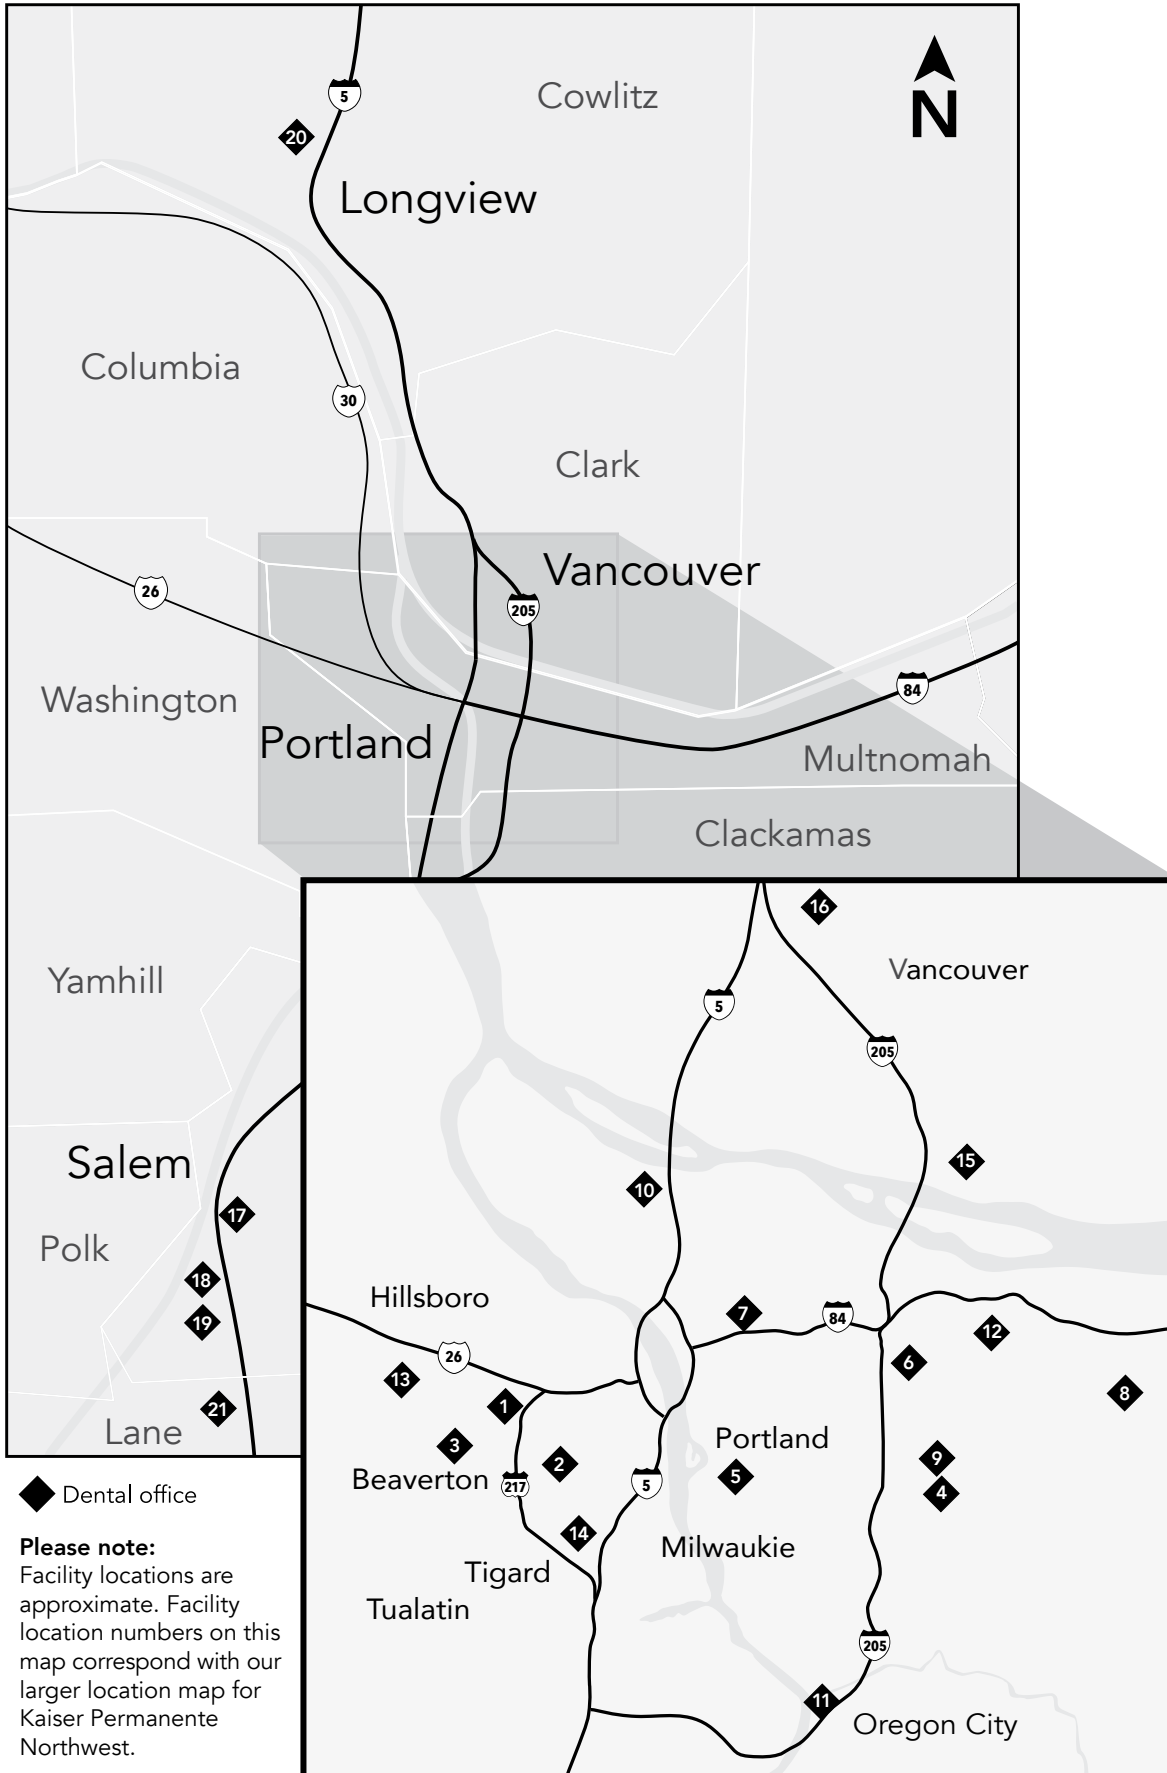 5
Cowlitz
N
20
Longview
Columbia
30
Clark
Vancouver
26
205
Washington
84
Portland
Multnomah
Clackamas
16
Yamhill
Vancouver
5
205
Salem
15
10
17
Polk
18
Hillsboro
7
84
19
12
26
6
13
8
1
21
Lane
Portland
3
2
9
Beaverton
217
5
5
4
Dental office
14
Milwaukie
Please note:
Facility locations are
approximate. Facility
location numbers on this
map correspond with our
larger location map for
Kaiser Permanente
Northwest.
Tigard
Tualatin
205
11
Oregon City